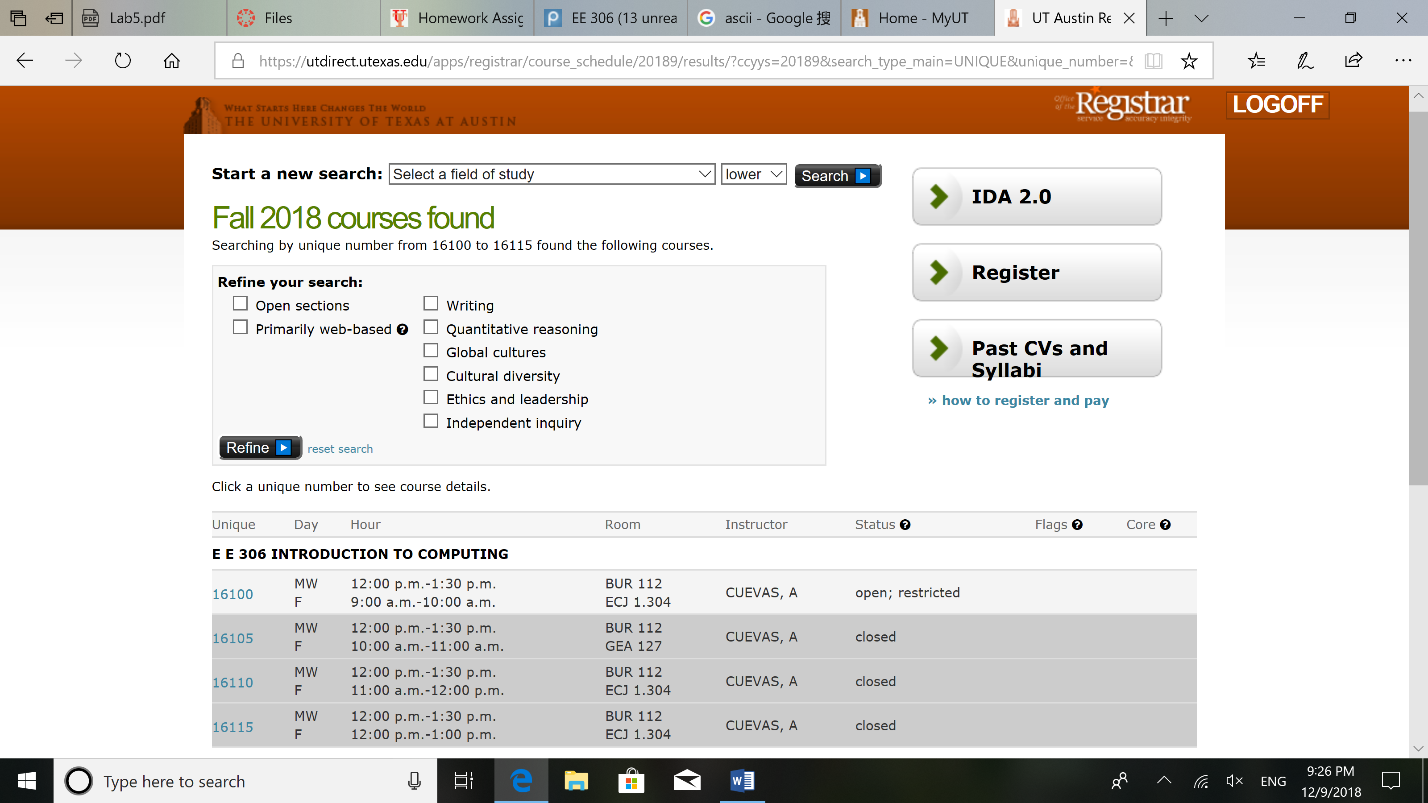 Lab5.pdf Files Homework Assig EE 306 (13 unrea ascii - Google 搜 Home - MyUT UT Austin Re
https://utdirect.utexas.edu/apps/registrar/course_schedule/20189/results/?ccyys=20189&search_type_main=UNIQUE&unique_number=&
WHAT STARTS HERE CHANGES THE WORLD
THE UNIVERSITY OF TEXAS AT AUSTIN
Office of the Registrar
service accuracy integrity
LOGOFF
Start a new search: Select a field of study lower Search
Fall 2018 courses found
Searching by unique number from 16100 to 16115 found the following courses.
Refine your search:
Open sections Writing
Primarily web-based ? Quantitative reasoning
Global cultures
Cultural diversity
Ethics and leadership
Independent inquiry
Refine reset search
IDA 2.0
Register
Past CVs and
Syllabi
» how to register and pay
Click a unique number to see course details.
Unique Day Hour Room Instructor Status ? Flags ? Core ?
E E 306 INTRODUCTION TO COMPUTING
16100 MW 12:00 p.m.-1:30 p.m. BUR 112 CUEVAS, A open; restricted
F 9:00 a.m.-10:00 a.m. ECJ 1.304
16105 MW 12:00 p.m.-1:30 p.m. BUR 112 CUEVAS, A closed
F 10:00 a.m.-11:00 a.m. GEA 127
16110 MW 12:00 p.m.-1:30 p.m. BUR 112 CUEVAS, A closed
F 11:00 a.m.-12:00 p.m. ECJ 1.304
16115 MW 12:00 p.m.-1:30 p.m. BUR 112 CUEVAS, A closed
F 12:00 p.m.-1:00 p.m. ECJ 1.304
Type here to search
ENG
9:26 PM
12/9/2018